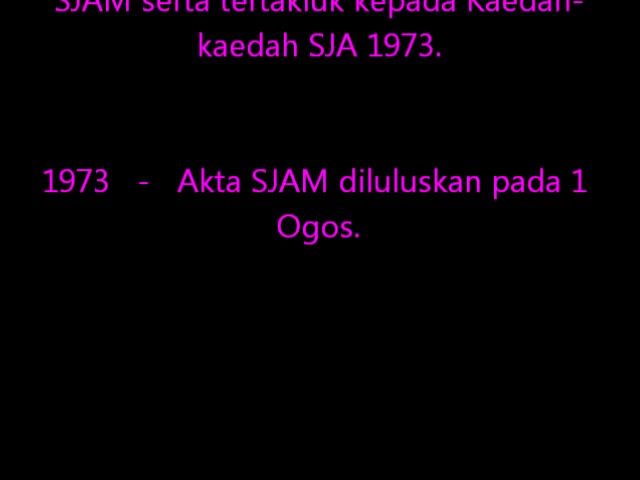 SJAM serta tertakluk kepada Kaedah-
kaedah SJA 1973.
1973 - Akta SJAM diluluskan pada 1
Ogos.